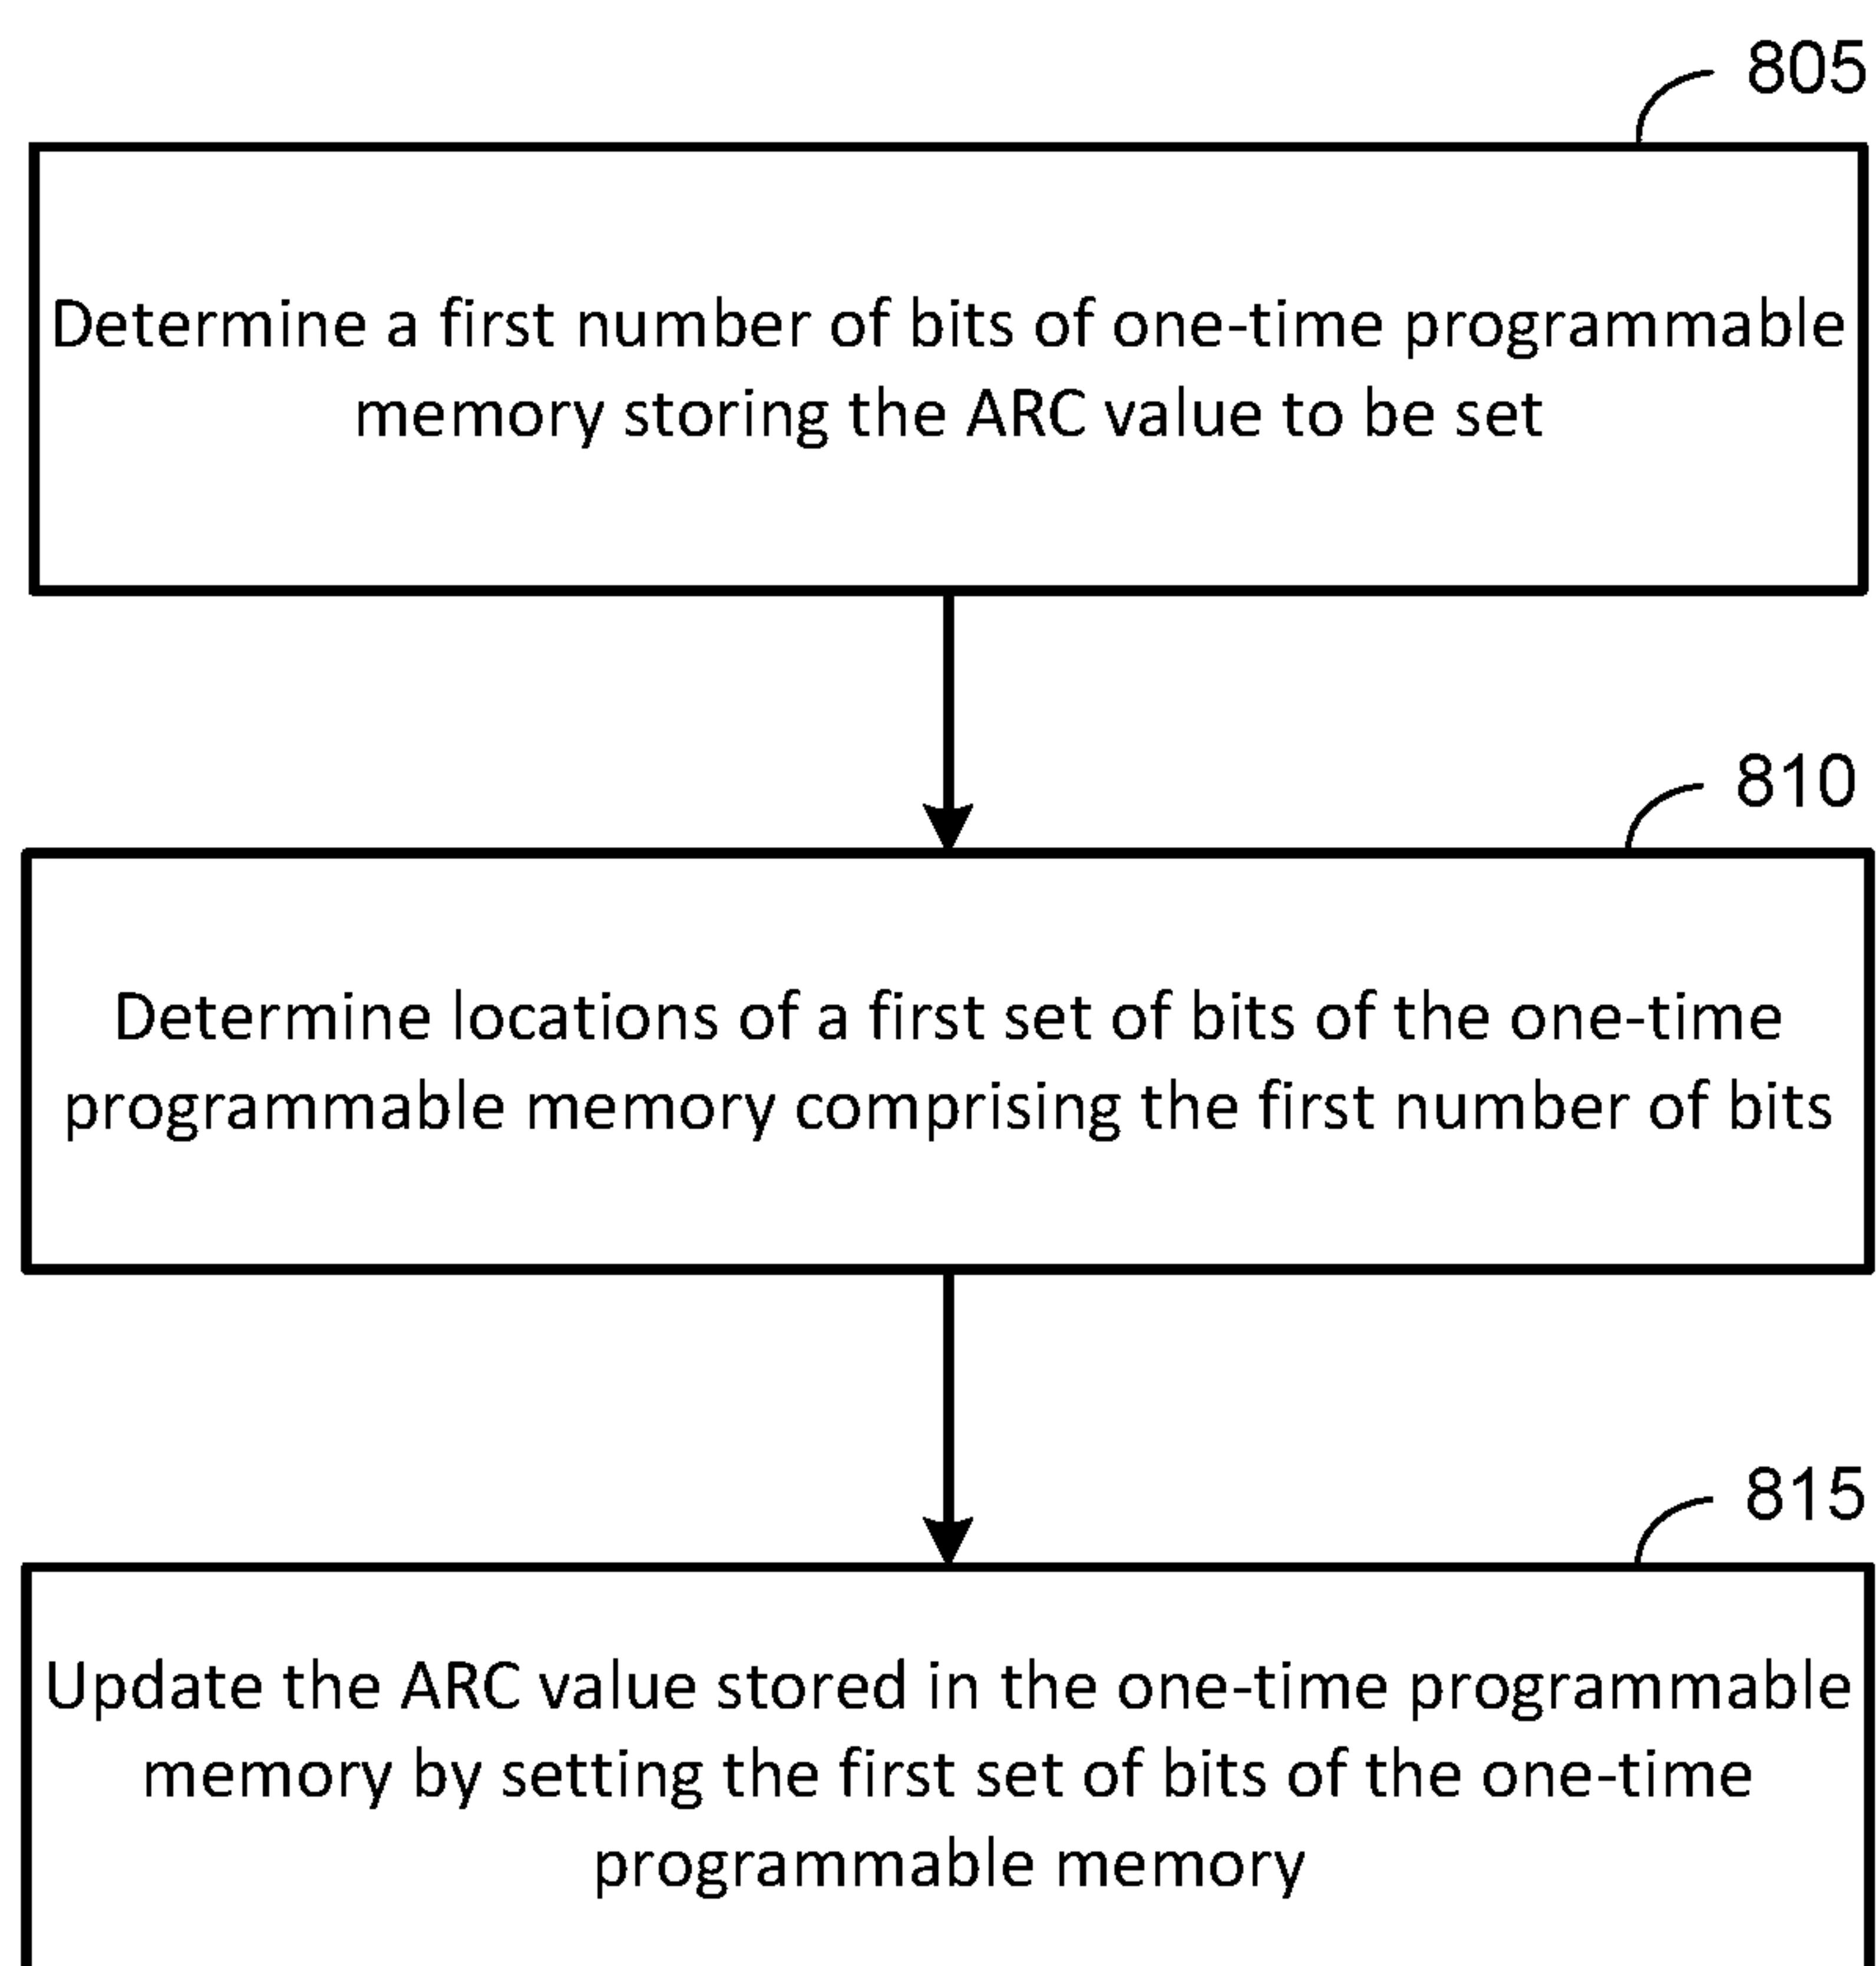 805
Determine a first number of bits of one-time programmable
memory storing the ARC value to be set
810
Determine locations of a first set of bits of the one-time
programmable memory comprising the first number of bits
815
Update the ARC value stored in the one-time programmable
memory by setting the first set of bits of the one-time
programmable memory